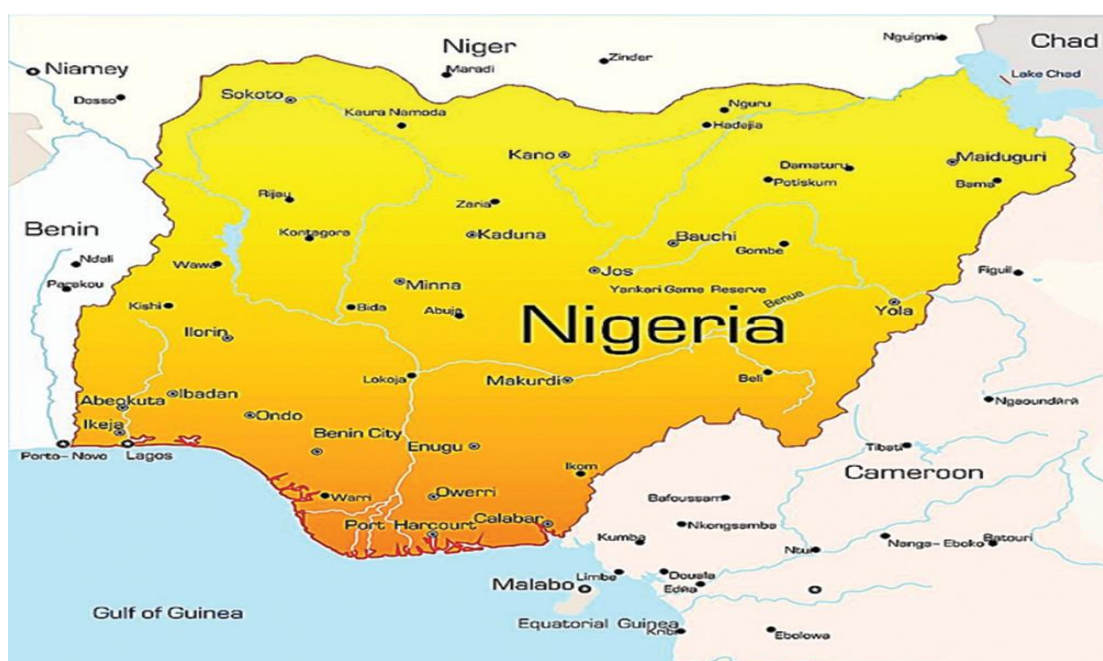 Niger
Nguigmi
Chad
Niamey
Maradi
Zinder
Lake Chad
Dosso
Sokoto
Kaura Namoda
Nguru
Hadejia
Kano
Damaturu
Maiduguri
Potiskum
Bama
Rijau
Zaria
Benin
Kontagora
Kaduna
Bauchi
Gombe
Ndali
Wawa
Jos
Figuil
Parakou
Minna
Yankari Game Reserve
Benue
Kishi
Bida
Abuja
Nigeria
Yola
Ilorin
Lokoja
Makurdi
Beli
Abeokuta
Ibadan
Ngaoundéré
Ikeja
Ondo
Benin City
Enugu
Tibati
Porto-Novo
Lagos
Ikom
Cameroon
Warri
Owerri
Bafoussam
Port Harcourt
Calabar
Nkongsamba
Kumba
Ntui
Nanga-Eboko
Batouri
Malabo
Limbe
Douala
Edéa
Gulf of Guinea
Equatorial Guinea
Kribi
Ebolowa